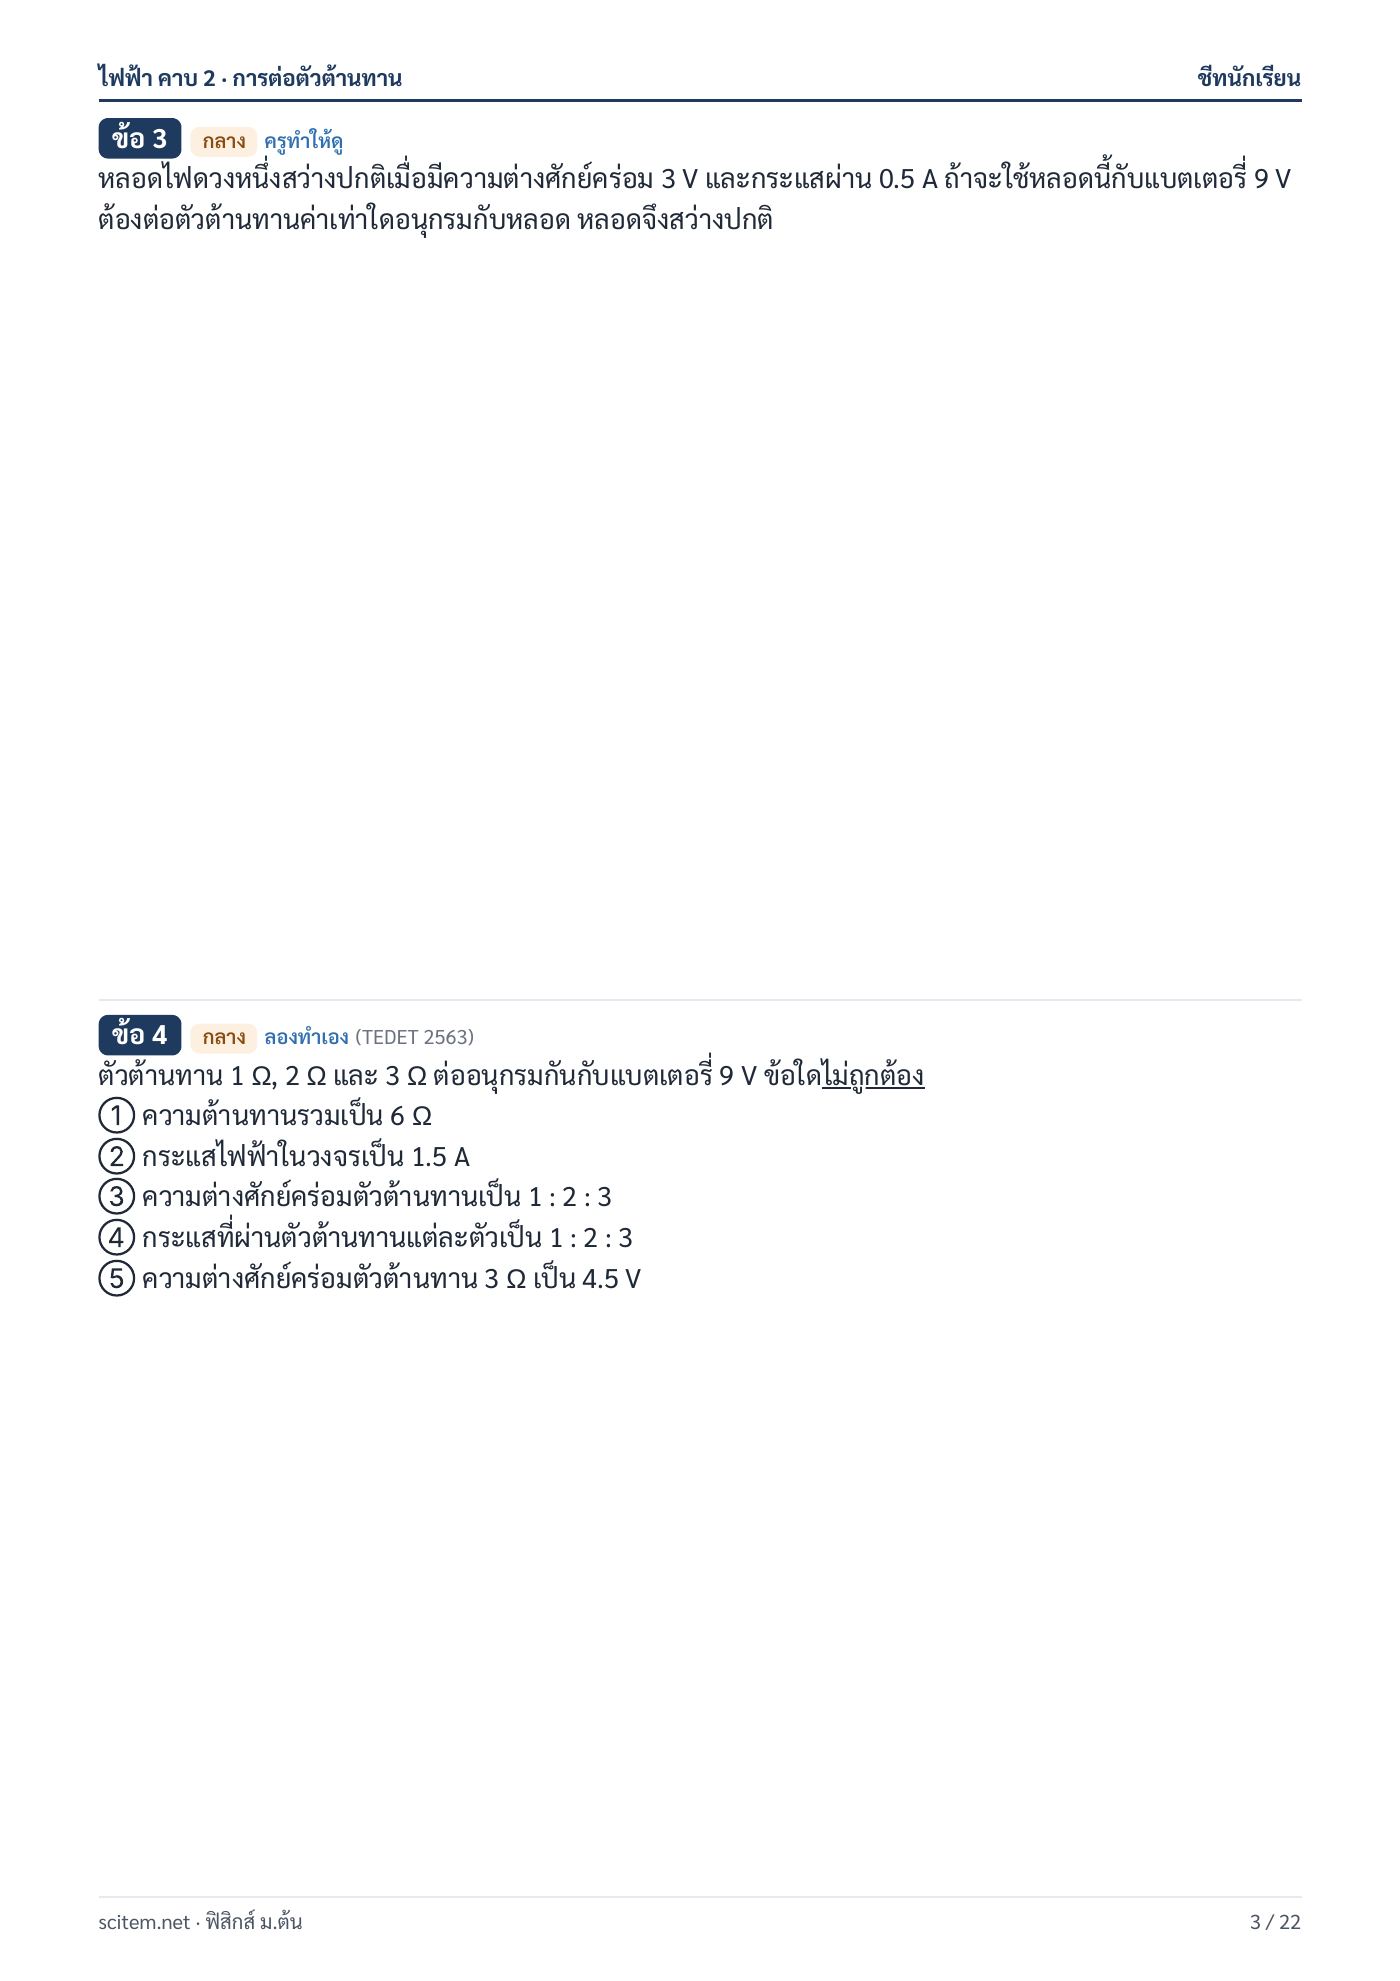 ไฟฟ้า คาบ 2 · การต่อตัวต้านทาน ชีทนักเรียน
ข้อ 3 กลาง ครูทำให้ดู
หลอดไฟดวงหนึ่งสว่างปกติเมื่อมีความต่างศักย์คร่อม 3 V และกระแสผ่าน 0.5 A ถ้าจะใช้หลอดนี้กับแบตเตอรี่ 9 V
ต้องต่อตัวต้านทานค่าเท่าใดอนุกรมกับหลอด หลอดจึงสว่างปกติ
ข้อ 4 กลาง ลองทำเอง (TEDET 2563)
ตัวต้านทาน 1 Ω, 2 Ω และ 3 Ω ต่ออนุกรมกันกับแบตเตอรี่ 9 V ข้อใดไม่ถูกต้อง
① ความต้านทานรวมเป็น 6 Ω
② กระแสไฟฟ้าในวงจรเป็น 1.5 A
③ ความต่างศักย์คร่อมตัวต้านทานเป็น 1 : 2 : 3
④ กระแสที่ผ่านตัวต้านทานแต่ละตัวเป็น 1 : 2 : 3
⑤ ความต่างศักย์คร่อมตัวต้านทาน 3 Ω เป็น 4.5 V
scitem.net · ฟิสิกส์ ม.ต้น 3 / 22